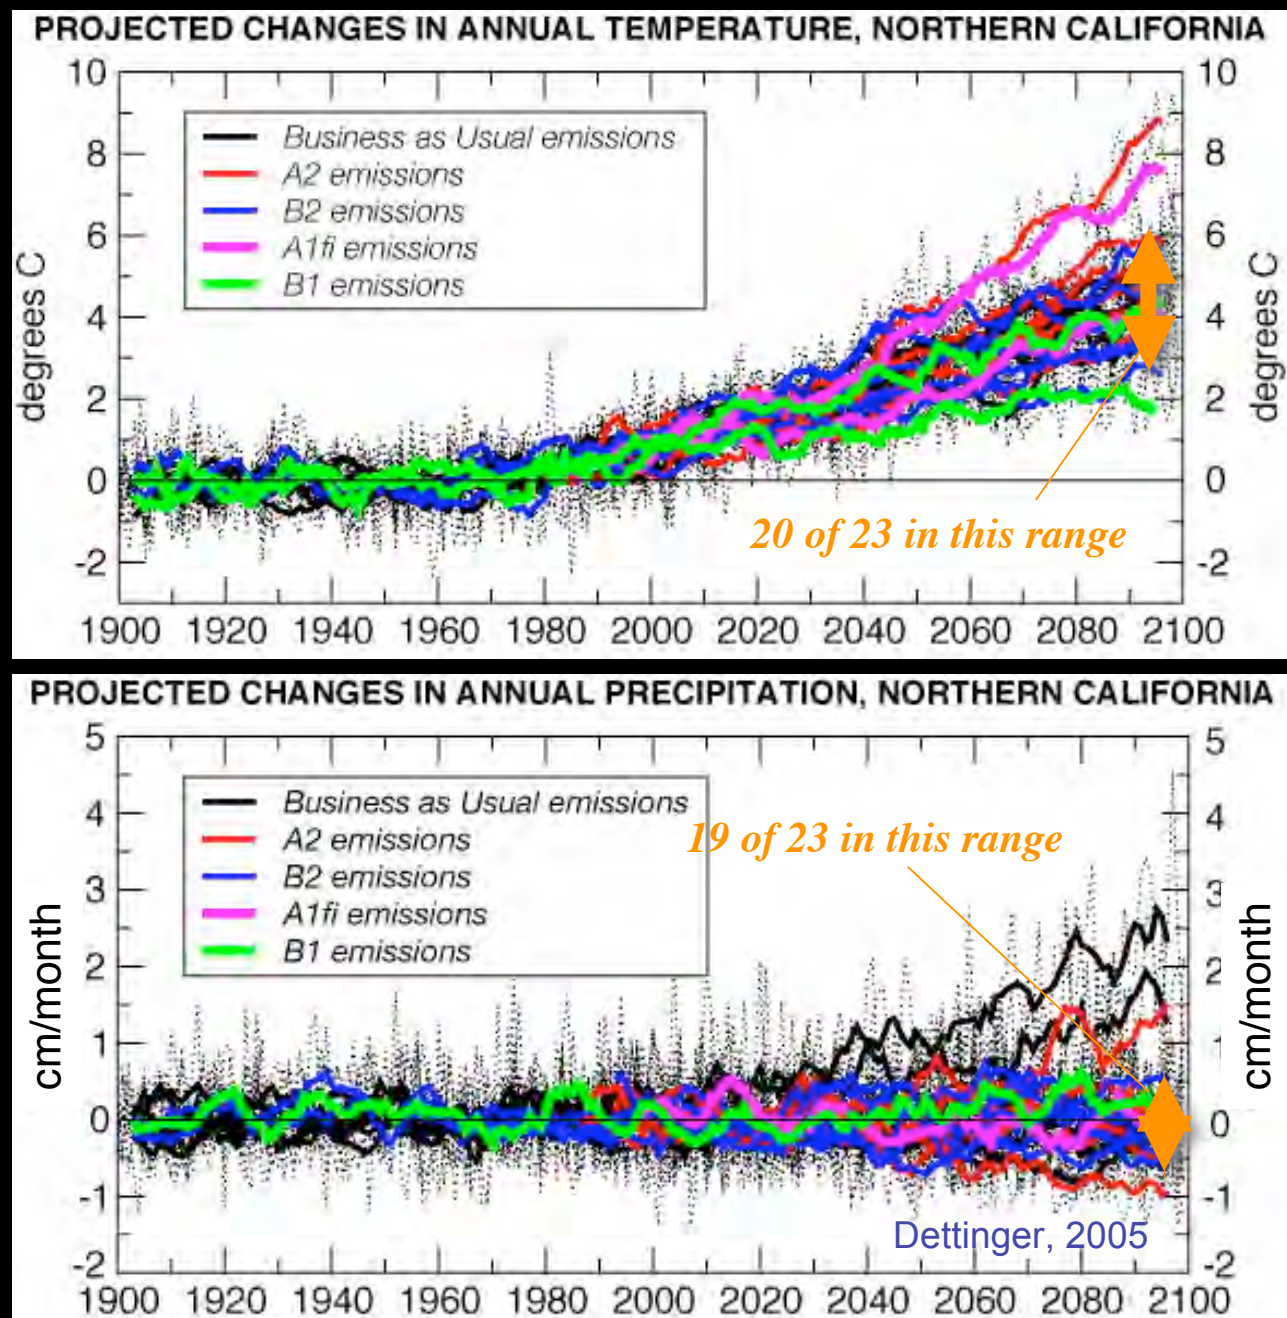 PROJECTED CHANGES IN ANNUAL TEMPERATURE, NORTHERN CALIFORNIA
10
8
6
4
2
0
-2
degrees C
Business as Usual emissions
A2 emissions
B2 emissions
A1fi emissions
B1 emissions
10
8
6
4
2
0
-2
degrees C
20 of 23 in this range
1900 1920 1940 1960 1980 2000 2020 2040 2060 2080 2100
PROJECTED CHANGES IN ANNUAL PRECIPITATION, NORTHERN CALIFORNIA
5
4
3
2
1
0
-1
-2
cm/month
Business as Usual emissions
A2 emissions
B2 emissions
A1fi emissions
B1 emissions
19 of 23 in this range
5
4
3
2
1
0
-1
-2
cm/month
Dettinger, 2005
1900 1920 1940 1960 1980 2000 2020 2040 2060 2080 2100